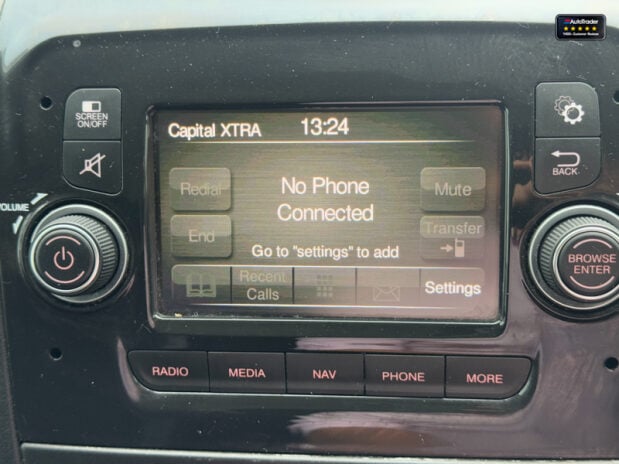 AutoTrader
SCREEN
ON/OFF
Capital XTRA 13:24
BACK
Redial
No Phone
Connected
Mute
VOLUME
End
Transfer
Go to "settings" to add
BROWSE
ENTER
Recent
Calls
Settings
RADIO
MEDIA
NAV
PHONE
MORE